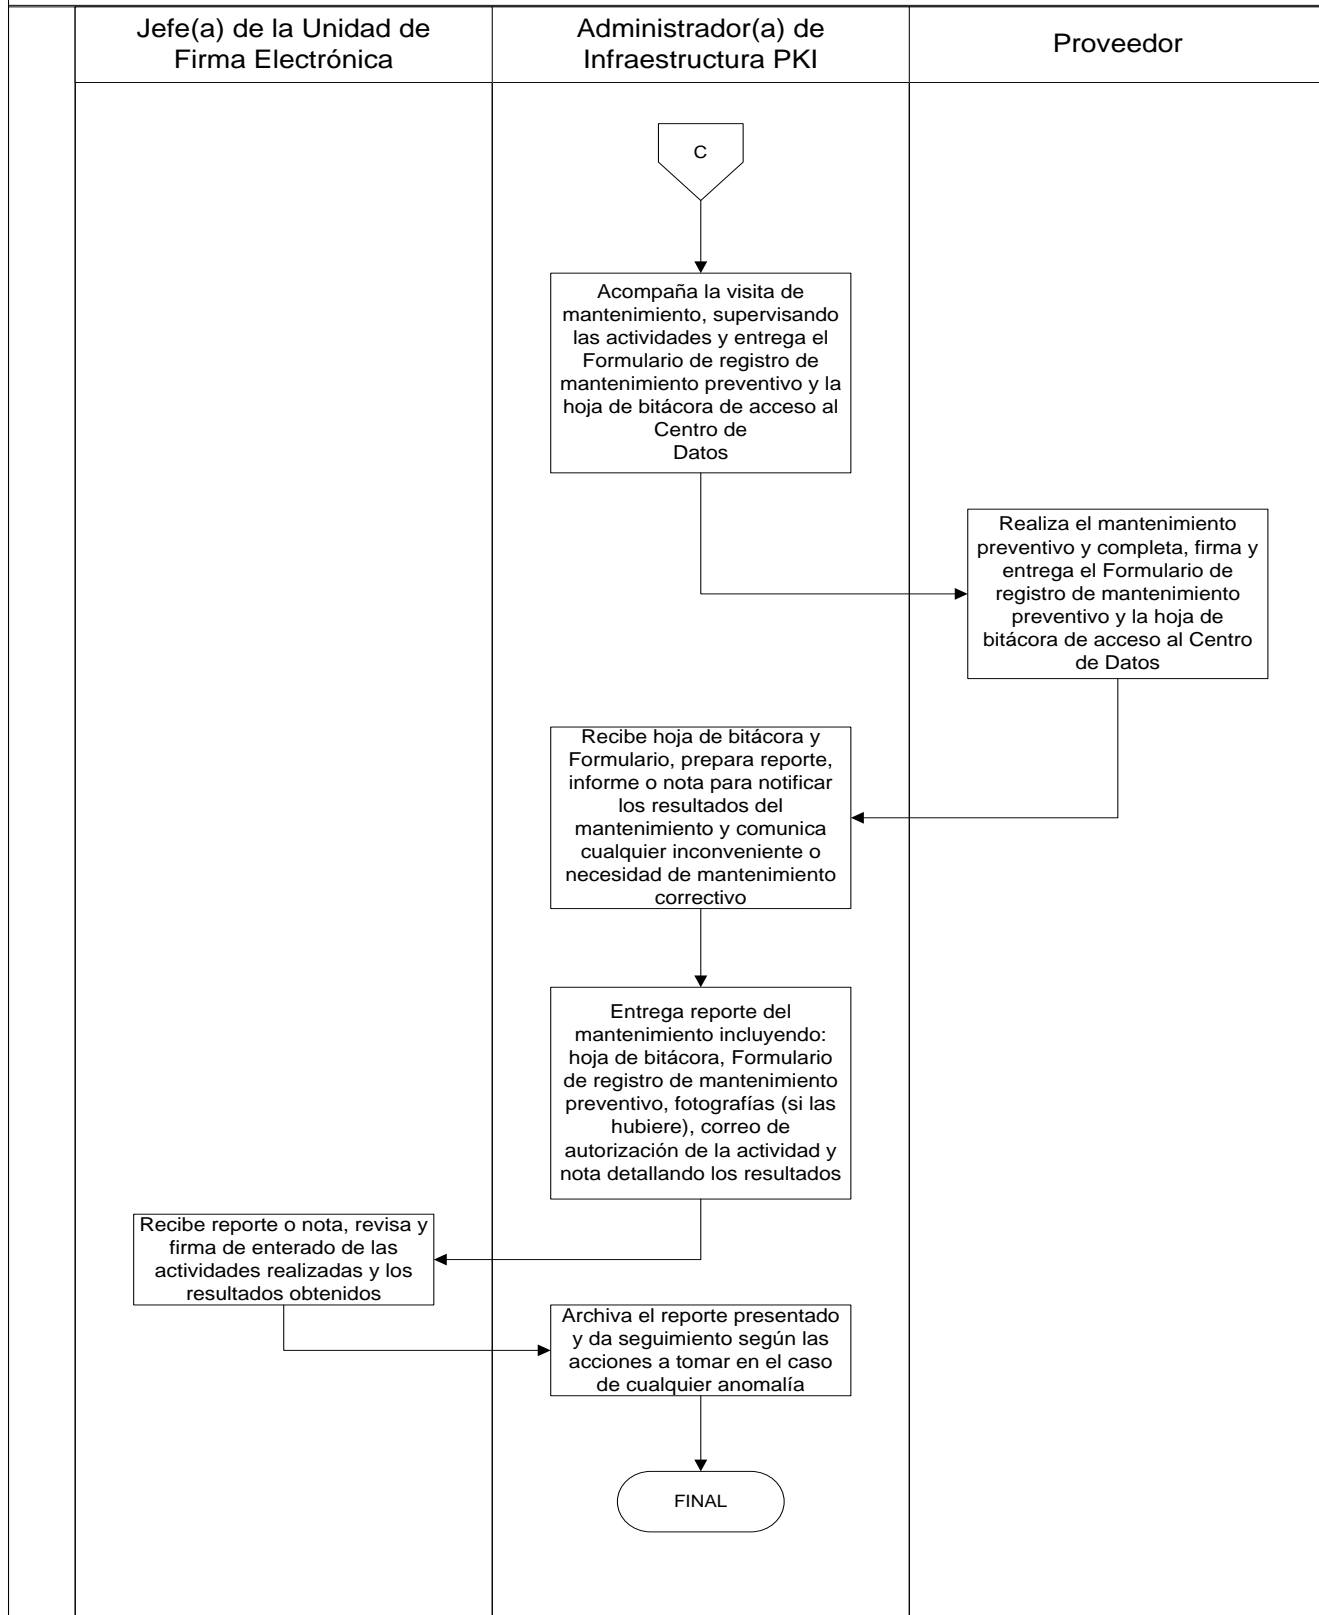 Jefe(a) de la Unidad de
Firma Electrónica
Administrador(a) de
Infraestructura PKI
Proveedor
C
Acompaña la visita de
mantenimiento, supervisando
las actividades y entrega el
Formulario de registro de
mantenimiento preventivo y la
hoja de bitácora de acceso al
Centro de
Datos
Realiza el mantenimiento
preventivo y completa, firma y
entrega el Formulario de
registro de mantenimiento
preventivo y la hoja de
bitácora de acceso al Centro
de Datos
Recibe hoja de bitácora y
Formulario, prepara reporte,
informe o nota para notificar
los resultados del
mantenimiento y comunica
cualquier inconveniente o
necesidad de mantenimiento
correctivo
Entrega reporte del
mantenimiento incluyendo:
hoja de bitácora, Formulario
de registro de mantenimiento
preventivo, fotografías (si las
hubiere), correo de
autorización de la actividad y
nota detallando los resultados
Recibe reporte o nota, revisa y
firma de enterado de las
actividades realizadas y los
resultados obtenidos
Archiva el reporte presentado
y da seguimiento según las
acciones a tomar en el caso
de cualquier anomalía
FINAL